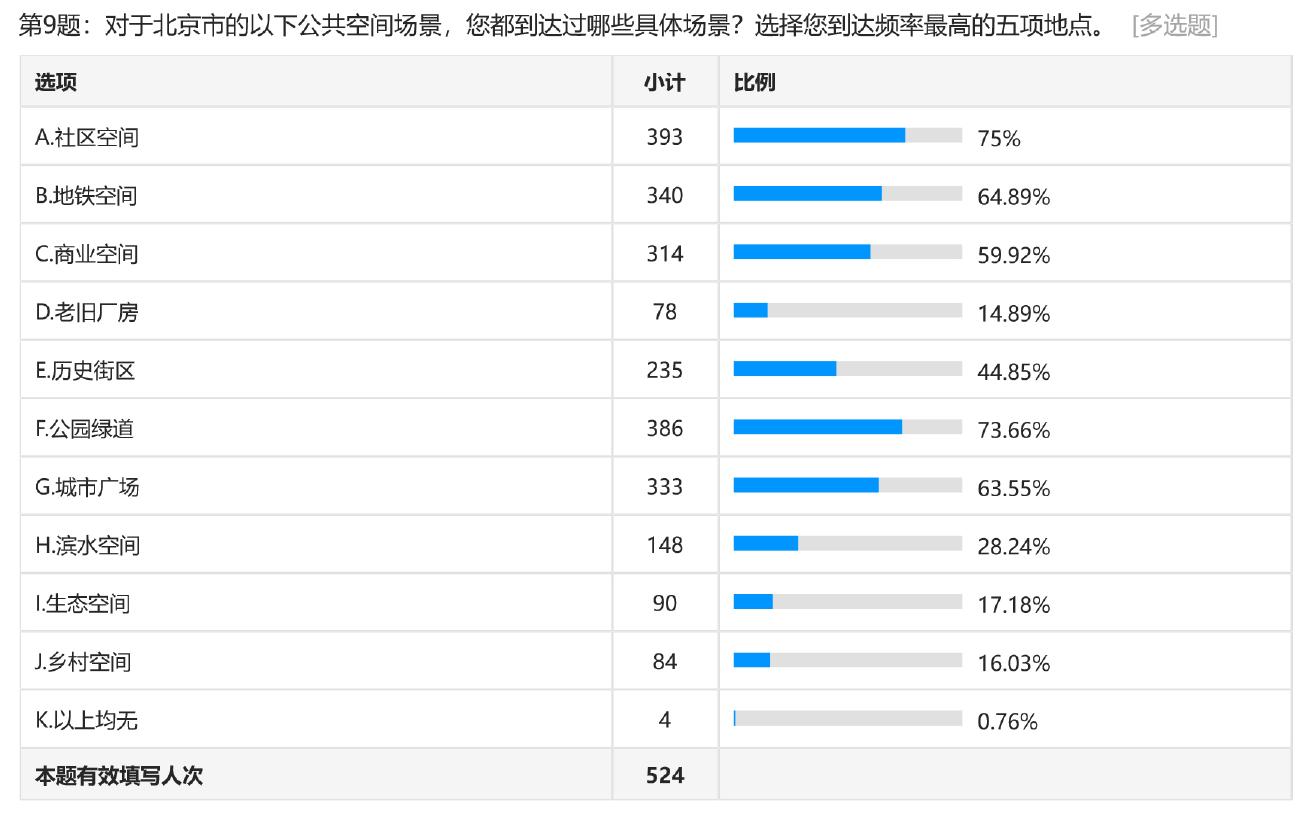 第9题：对于北京市的以下公共空间场景，您都到达过哪些具体场景？选择您到达频率最高的五项地点。 [多选题]
选项 小计 比例
A.社区空间 393 75%
B.地铁空间 340 64.89%
C.商业空间 314 59.92%
D.老旧厂房 78 14.89%
E.历史街区 235 44.85%
F.公园绿道 386 73.66%
G.城市广场 333 63.55%
H.滨水空间 148 28.24%
I.生态空间 90 17.18%
J.乡村空间 84 16.03%
K.以上均无 4 0.76%
本题有效填写人次 524